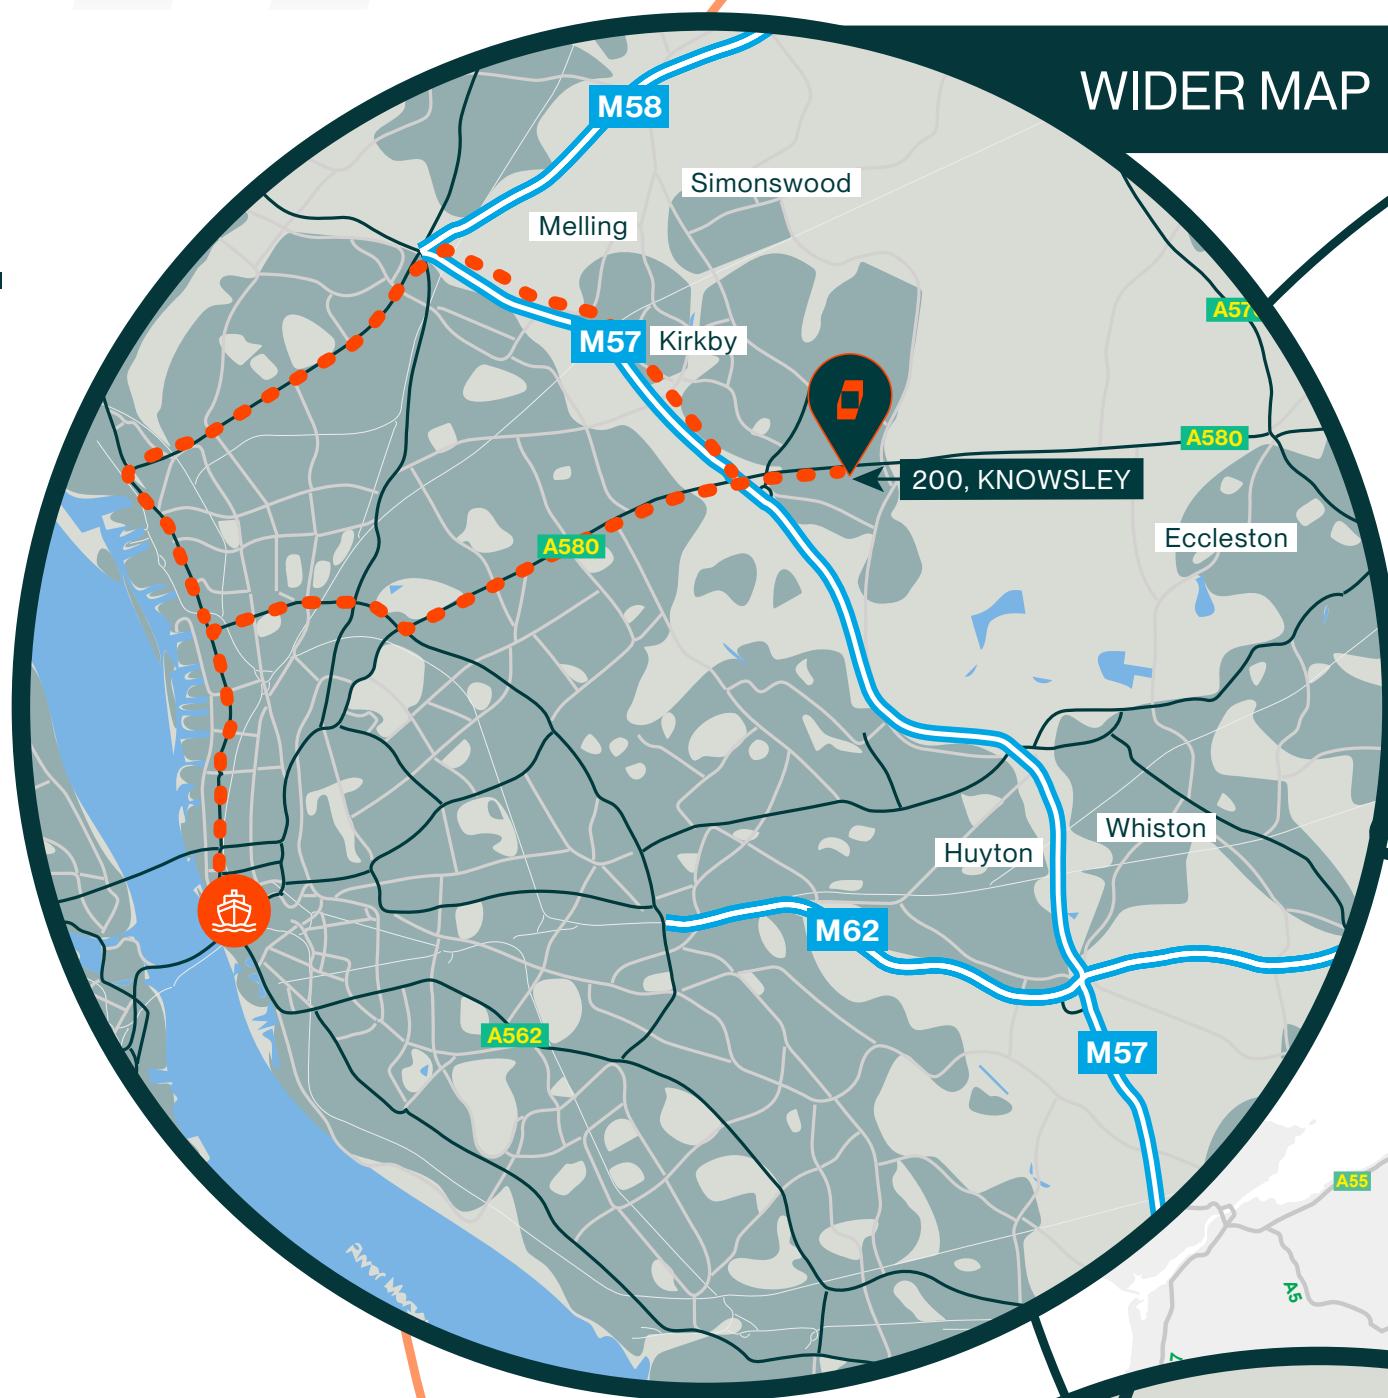 WIDER MAP
M58
Simonswood
Melling
A57
M57
Kirkby
A580
200, KNOWSLEY
Eccleston
A580
Whiston
Huyton
M62
A562
M57
A55
River
A5